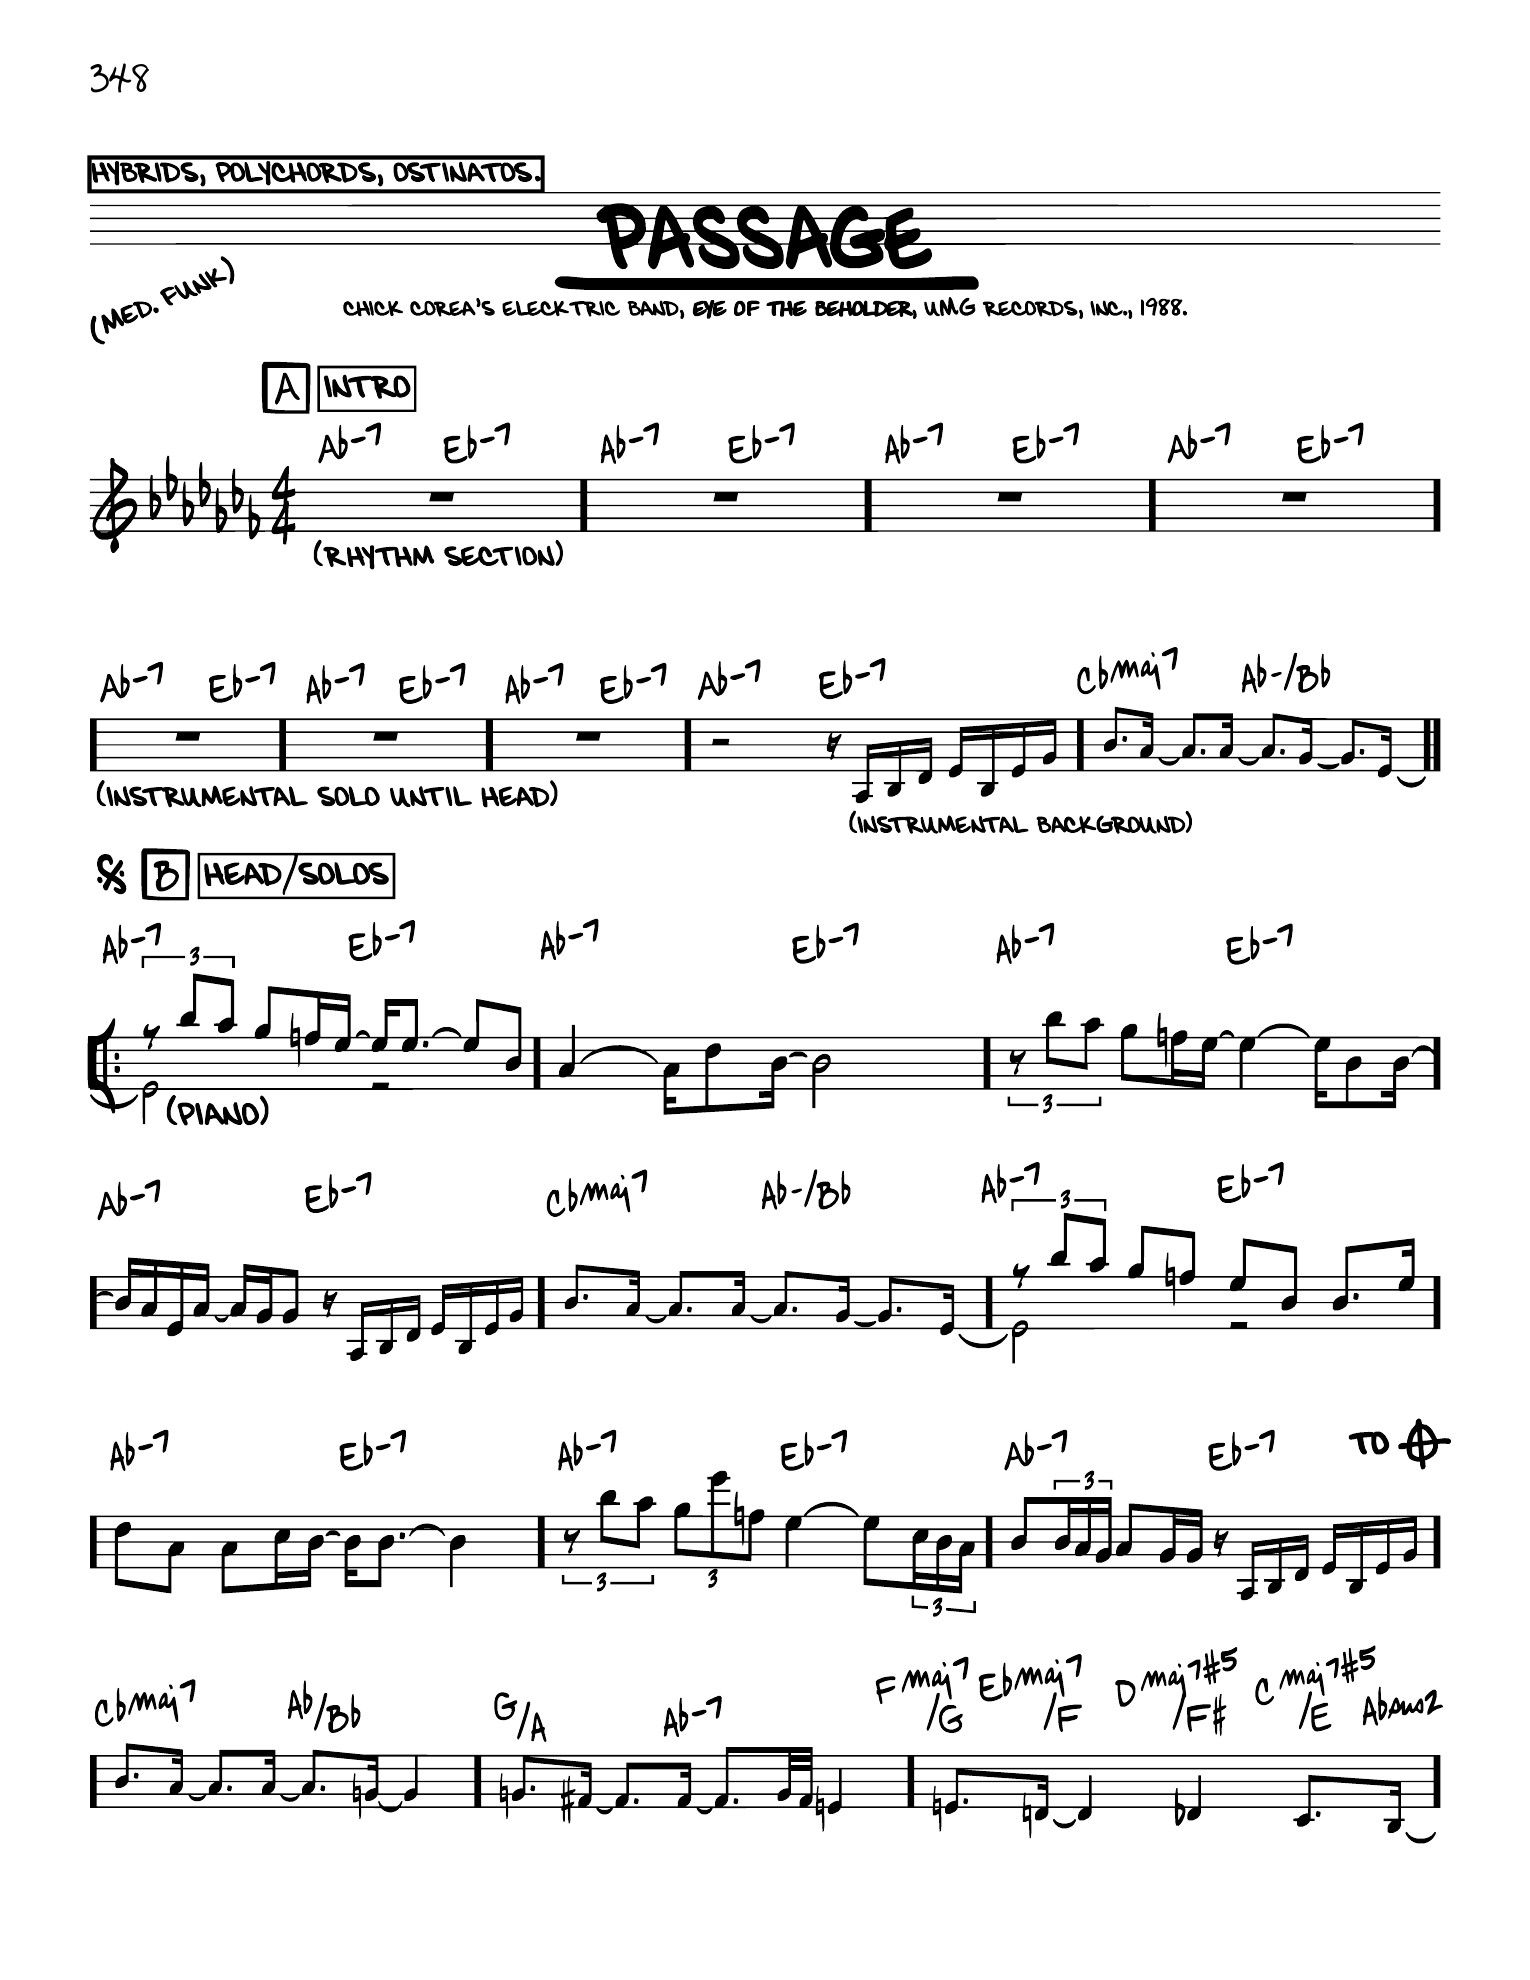 348
HYBRIDS, POLYCHORDS, OSTINATOS.
PASSAGE
(MED. FUNK)
CHICK COREA'S ELECKTRIC BAND, EYE OF THE BEHOLDER, UMG RECORDS, INC., 1988.
A INTRO
Ab-7 Eb-7 Ab-7 Eb-7 Ab-7 Eb-7 Ab-7 Eb-7
4
4
(RHYTHM SECTION)
Ab-7 Eb-7 Ab-7 Eb-7 Ab-7 Eb-7 Ab-7 Eb-7 Cbmaj7 Ab-/Bb
(INSTRUMENTAL SOLO UNTIL HEAD)
(INSTRUMENTAL BACKGROUND)
B HEAD/SOLOS
Ab-7 Eb-7 Ab-7 Eb-7 Ab-7 Eb-7
3
(PIANO)
3
Ab-7 Eb-7 Cbmaj7 Ab-/Bb Ab-7 Eb-7
3
Ab-7 Eb-7 Ab-7 Eb-7 Ab-7 Eb-7 TO
3
3 3 3
Cbmaj7 Ab/Bb G/A Ab-7 Fmaj7/G Ebmaj7/F Dmaj7#5/F# Cmaj7#5/E Absus2